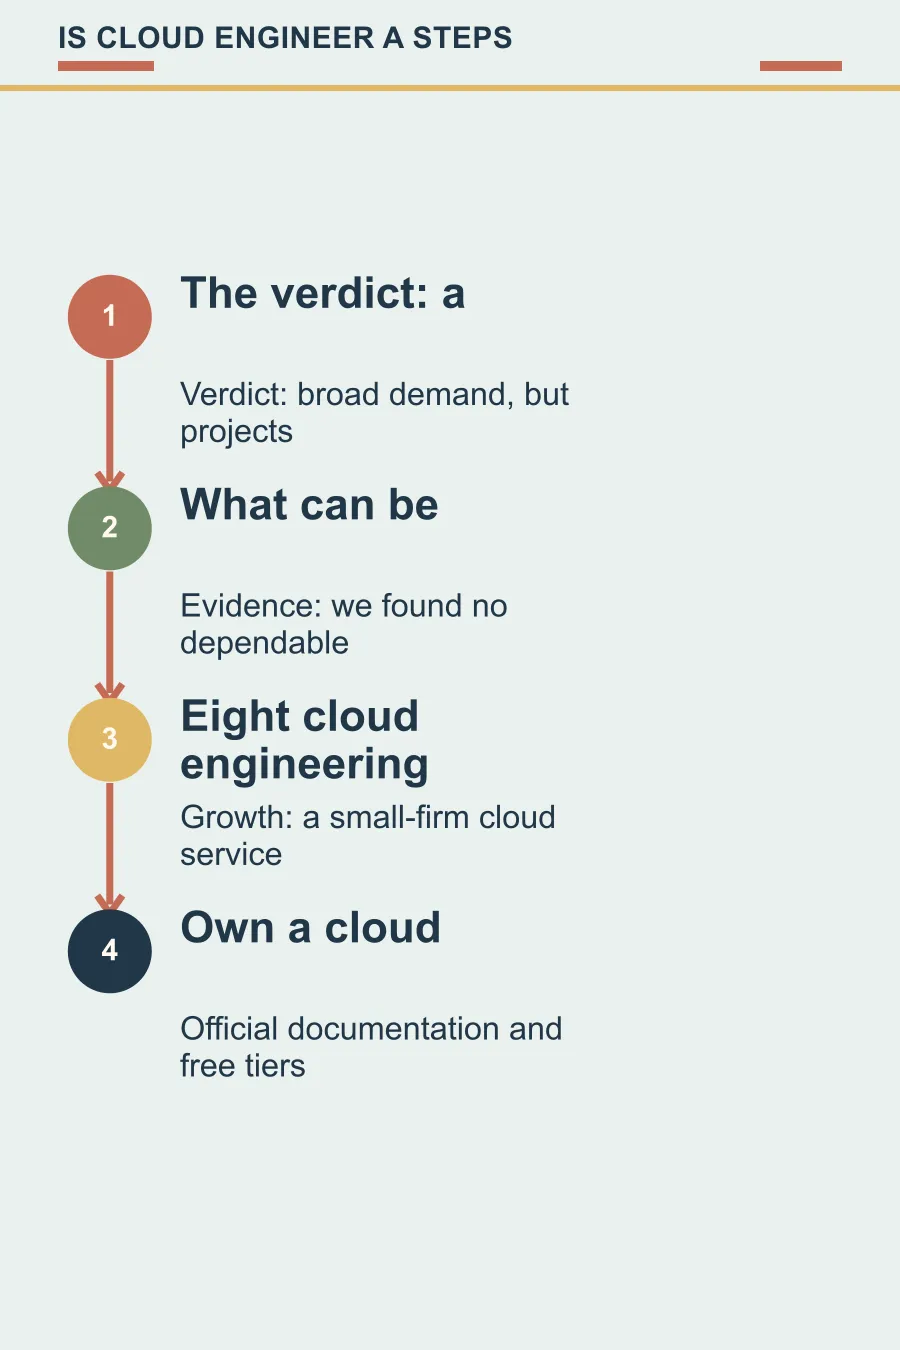 IS CLOUD ENGINEER A STEPS
1
The verdict: a
Verdict: broad demand, but
projects
2
What can be
Evidence: we found no
dependable
3
Eight cloud
engineering
Growth: a small-firm cloud
service
4
Own a cloud
Official documentation and
free tiers